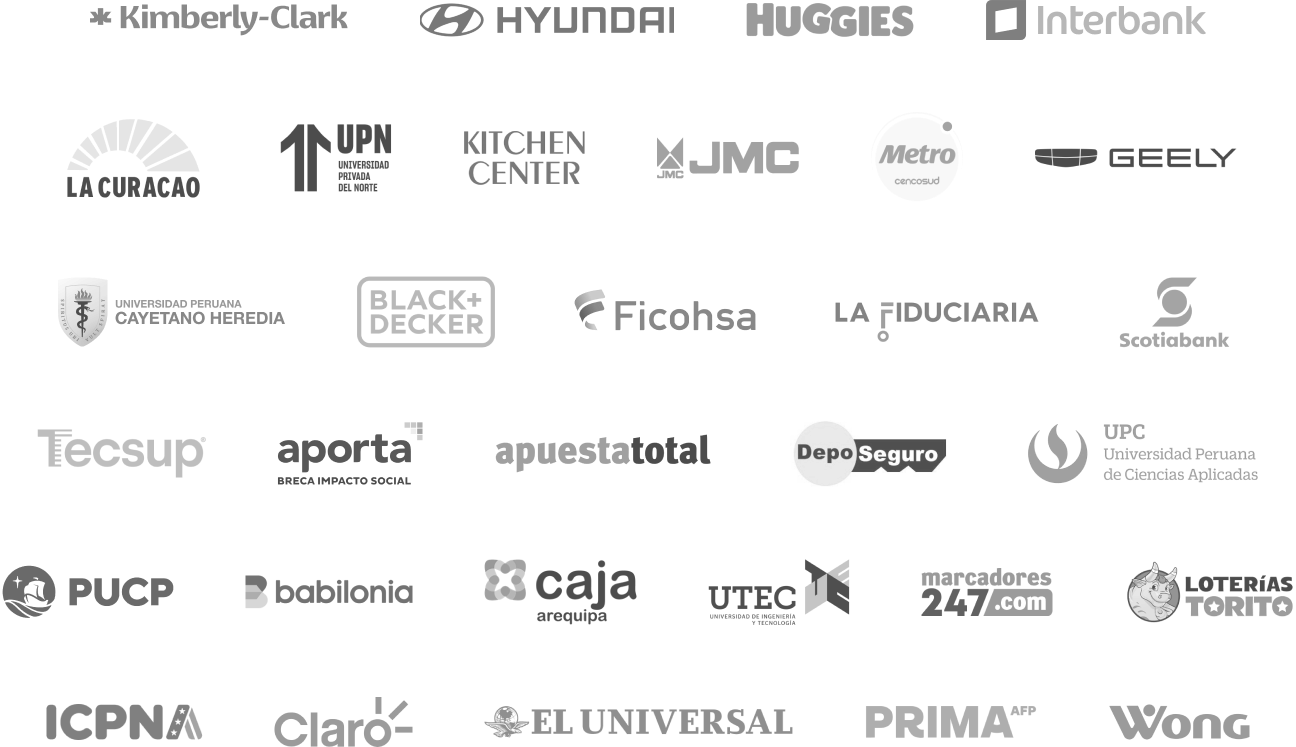 Kimberly-Clark
HYUNDAI
HUGGIES
Interbank
LA CURACAO
UPN
UNIVERSIDAD
PRIVADA
DEL NORTE
KITCHEN
CENTER
JMC
JMC
Metro
cencosud
GEELY
UNIVERSIDAD PERUANA
CAYETANO HEREDIA
BLACK+
DECKER
Ficohsa
LA FIDUCIARIA
Scotiabank
Tecsup®
aporta
BRECA IMPACTO SOCIAL
apuestatotal
DepoSeguro
UPC
Universidad Peruana
de Ciencias Aplicadas
PUCP
babilonia
caja
arequipa
UTEC
UNIVERSIDAD DE INGENIERÍA
Y TECNOLOGÍA
marcadores
247.com
LOTERÍAS
TORITO
ICPNA
Claro
EL UNIVERSAL
PRIMA AFP
Wong